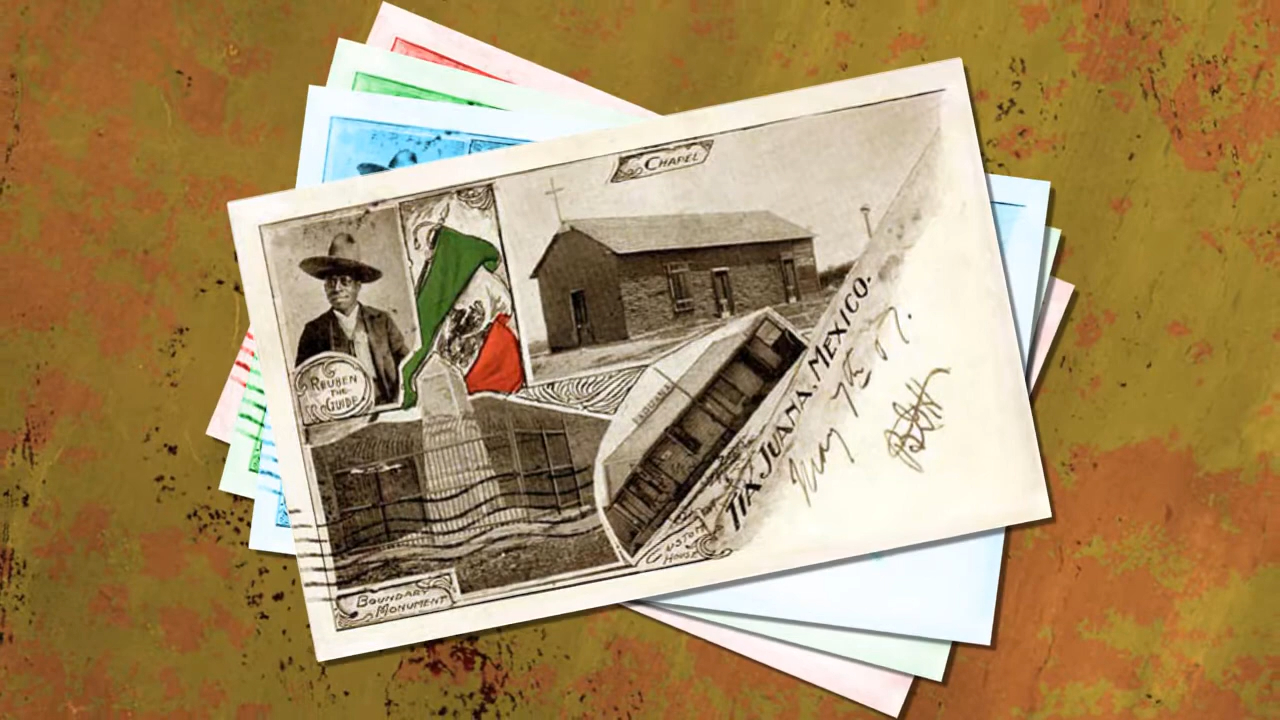 CHAPEL
REUBEN
THE
GUIDE
TIA JUANA, MEXICO.
May 7th 07.
CUSTOM
HOUSE
BOUNDARY
MONUMENT